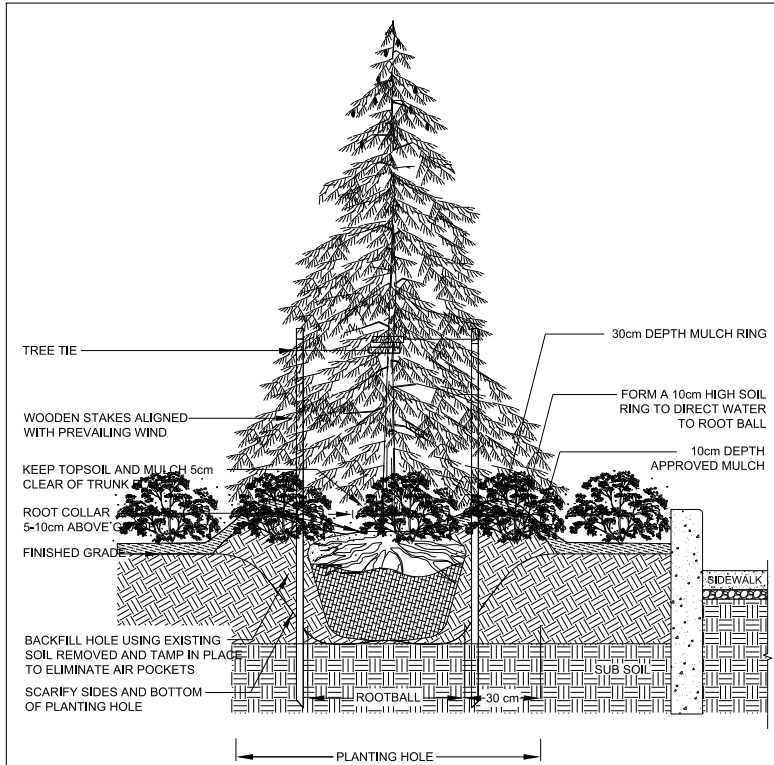 TREE TIE
WOODEN STAKES ALIGNED
WITH PREVAILING WIND
KEEP TOPSOIL AND MULCH 5cm
CLEAR OF TRUNK
ROOT COLLAR
5-10cm ABOVE
FINISHED GRADE
BACKFILL HOLE USING EXISTING
SOIL REMOVED AND TAMP IN PLACE
TO ELIMINATE AIR POCKETS
SCARIFY SIDES AND BOTTOM
OF PLANTING HOLE
30cm DEPTH MULCH RING
FORM A 10cm HIGH SOIL
RING TO DIRECT WATER
TO ROOT BALL
10cm DEPTH
APPROVED MULCH
SIDEWALK
SUB SOIL
ROOTBALL
30 cm
PLANTING HOLE